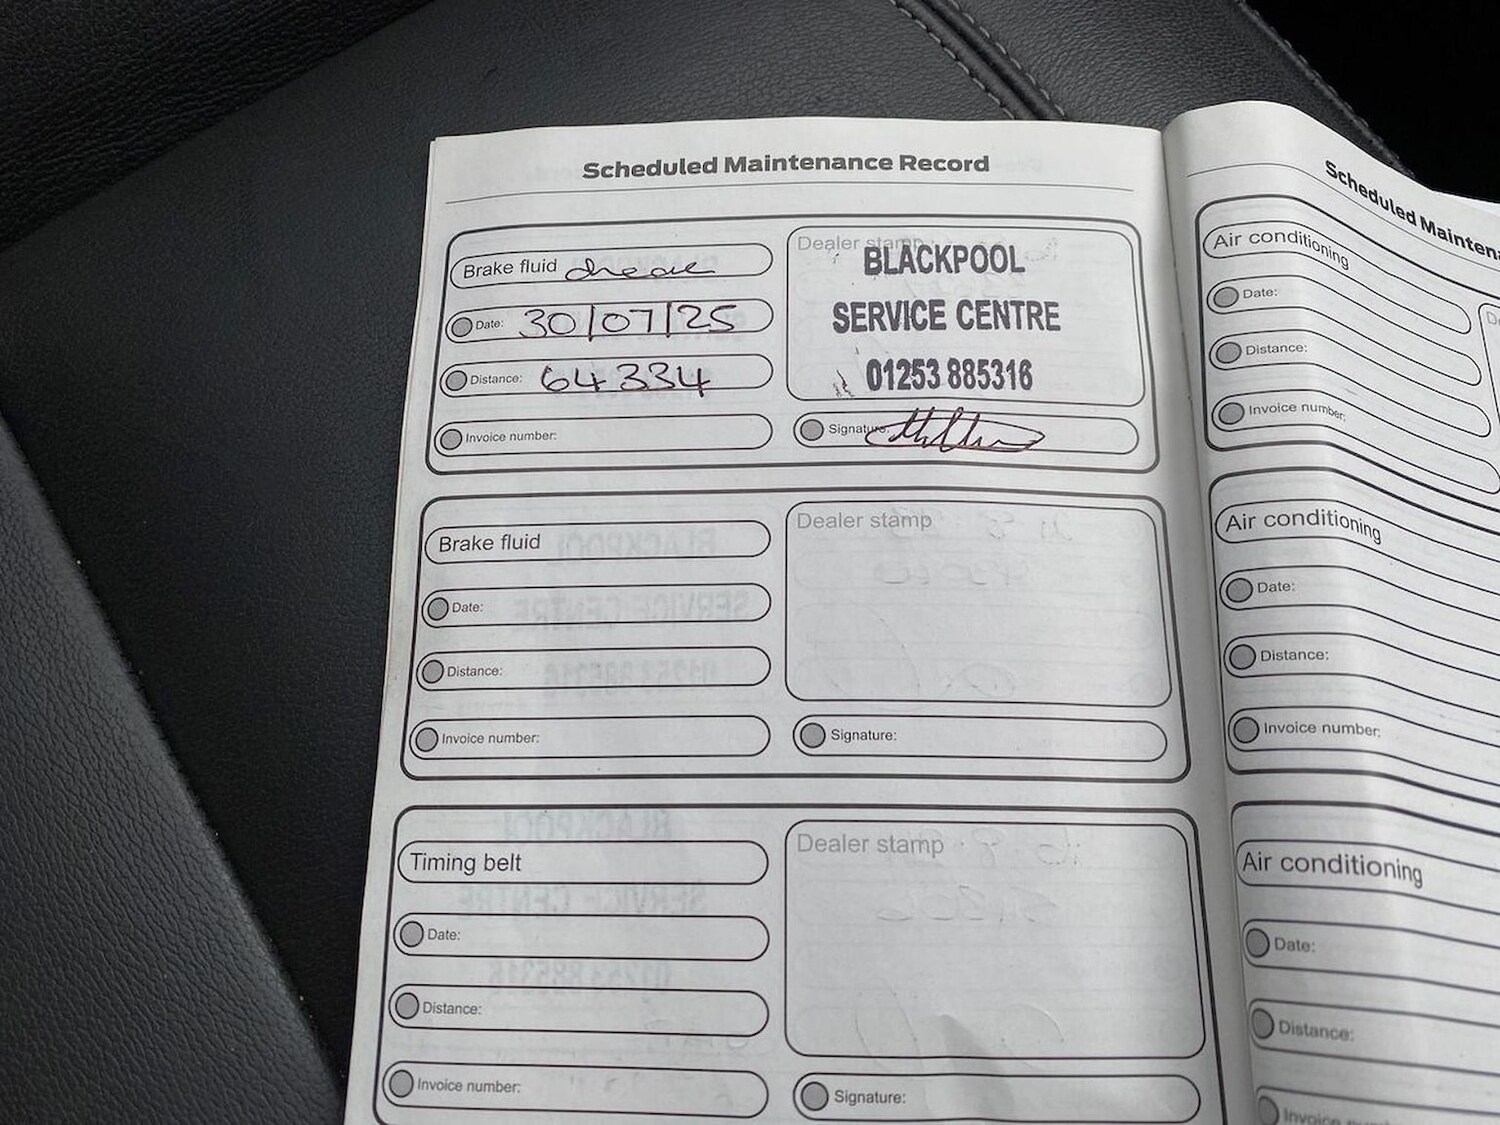 Scheduled Maintenance Record
Brake fluid
Date: 30/07/25
Distance: 64334
Invoice number:
Dealer stamp
BLACKPOOL
SERVICE CENTRE
01253 885316
Signature:
Brake fluid
Date:
Distance:
Invoice number:
Dealer stamp
Signature:
Timing belt
Date:
Distance:
Invoice number:
Dealer stamp
Signature:
Scheduled
Air conditioning
Date:
Distance:
Invoice number:
Air conditioning
Date:
Distance:
Invoice number:
Air conditioning
Date:
Distance:
Invoice